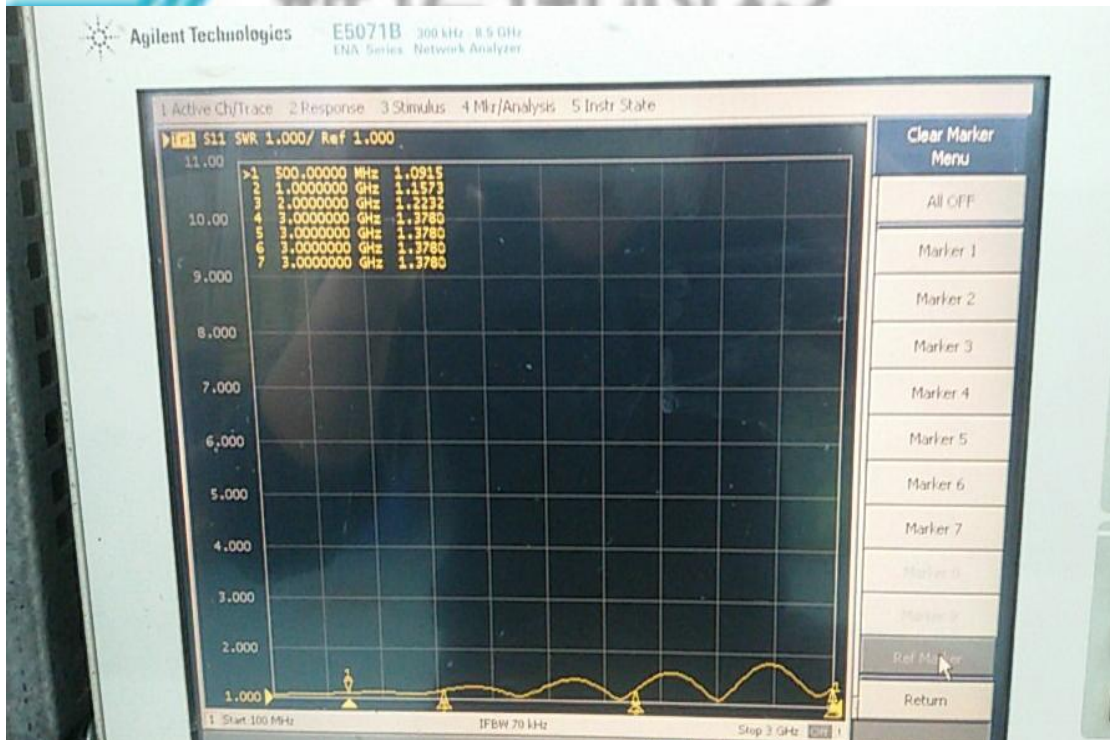 Agilent Technologies E5071B 300 kHz - 8.5 GHz
ENA Series Network Analyzer
1 Active Ch/Trace 2 Response 3 Stimulus 4 Mkr/Analysis 5 Instr State
Tr1 S11 SWR 1.000/ Ref 1.000
11.00
>1 500.00000 MHz 1.0915
2 1.0000000 GHz 1.1573
3 2.0000000 GHz 1.2232
4 3.0000000 GHz 1.3780
5 3.0000000 GHz 1.3780
6 3.0000000 GHz 1.3780
7 3.0000000 GHz 1.3780
10.00
9.000
8.000
7.000
6.000
5.000
4.000
3.000
2.000
1.000
1 Start 100 MHz IFBW 70 kHz Stop 3 GHz Off
Clear Marker
Menu
All OFF
Marker 1
Marker 2
Marker 3
Marker 4
Marker 5
Marker 6
Marker 7
Marker 8
Marker 9
Ref Marker
Return